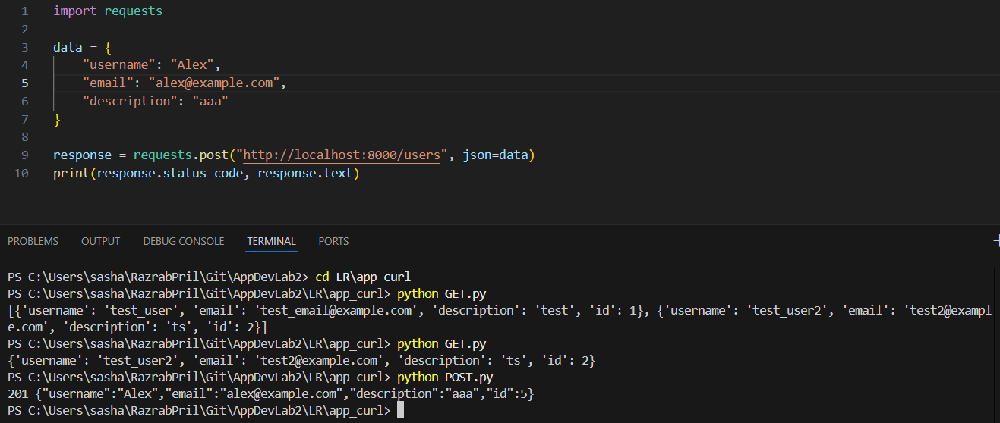 1 import requests
2
3 data = {
4     "username": "Alex",
5     "email": "alex@example.com",
6     "description": "aaa"
7 }
8
9 response = requests.post("http://localhost:8000/users", json=data)
10 print(response.status_code, response.text)
PROBLEMS OUTPUT DEBUG CONSOLE TERMINAL PORTS
PS C:\Users\sasha\RazrabPril\Git\AppDevLab2> cd LR\app_curl
PS C:\Users\sasha\RazrabPril\Git\AppDevLab2\LR\app_curl> python GET.py
[{'username': 'test_user', 'email': 'test_email@example.com', 'description': 'test', 'id': 1}, {'username': 'test_user2', 'email': 'test2@exampl
e.com', 'description': 'ts', 'id': 2}]
PS C:\Users\sasha\RazrabPril\Git\AppDevLab2\LR\app_curl> python GET.py
{'username': 'test_user2', 'email': 'test2@example.com', 'description': 'ts', 'id': 2}
PS C:\Users\sasha\RazrabPril\Git\AppDevLab2\LR\app_curl> python POST.py
201 {"username":"Alex","email":"alex@example.com","description":"aaa","id":5}
PS C:\Users\sasha\RazrabPril\Git\AppDevLab2\LR\app_curl>